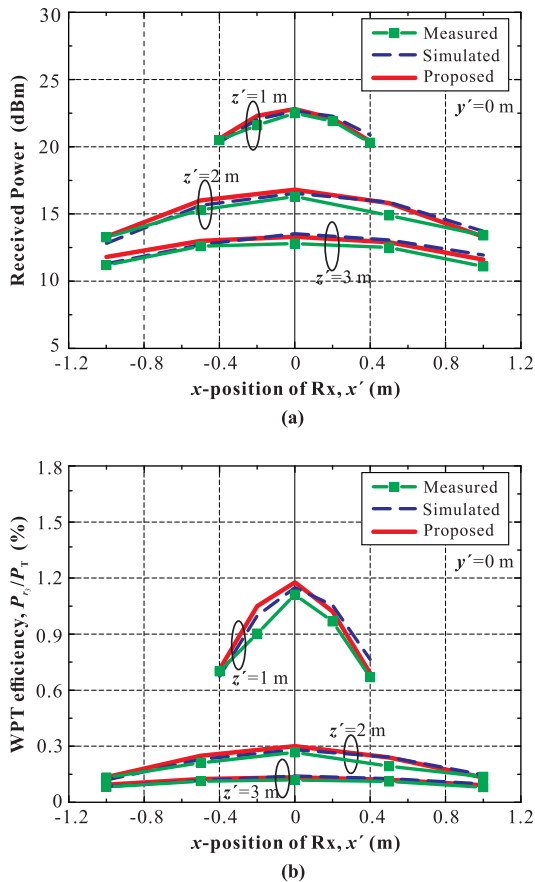 30
25
20
15
10
5
Received Power (dBm)
Measured
Simulated
Proposed
y´=0 m
z´=1 m
z´=2 m
z´=3 m
-1.2 -0.8 -0.4 0 0.4 0.8 1.2
x-position of Rx, x´ (m)
(a)
1.8
1.5
1.2
0.9
0.6
0.3
0
WPT efficiency, P_{r_j}/P_T (%)
Measured
Simulated
Proposed
y´=0 m
z´=1 m
z´=2 m
z´=3 m
-1.2 -0.8 -0.4 0 0.4 0.8 1.2
x-position of Rx, x´ (m)
(b)